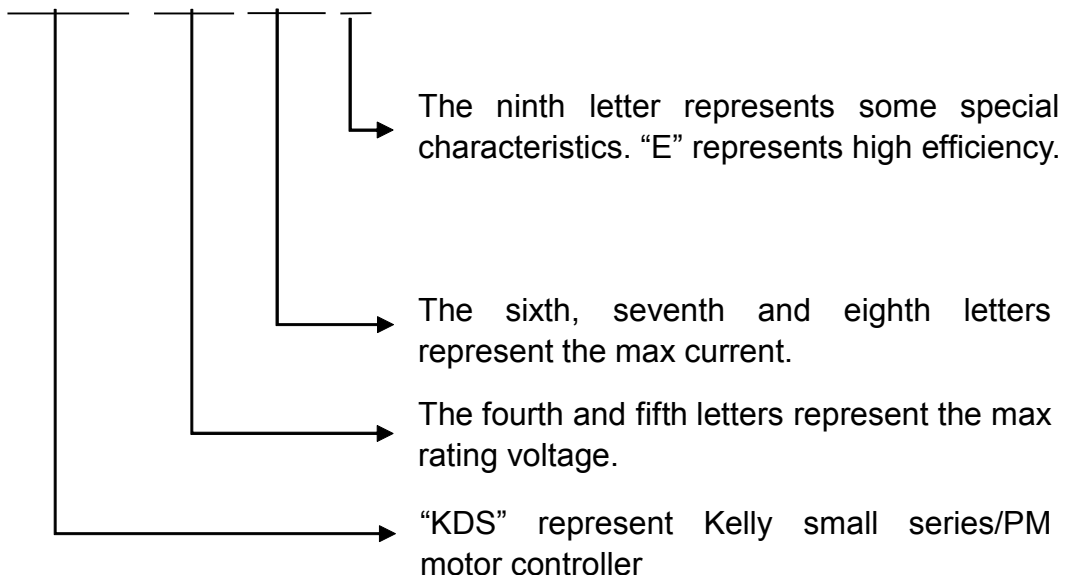 The ninth letter represents some special
characteristics. “E” represents high efficiency.
The sixth, seventh and eighth letters
represent the max current.
The fourth and fifth letters represent the max
rating voltage.
“KDS” represent Kelly small series/PM
motor controller